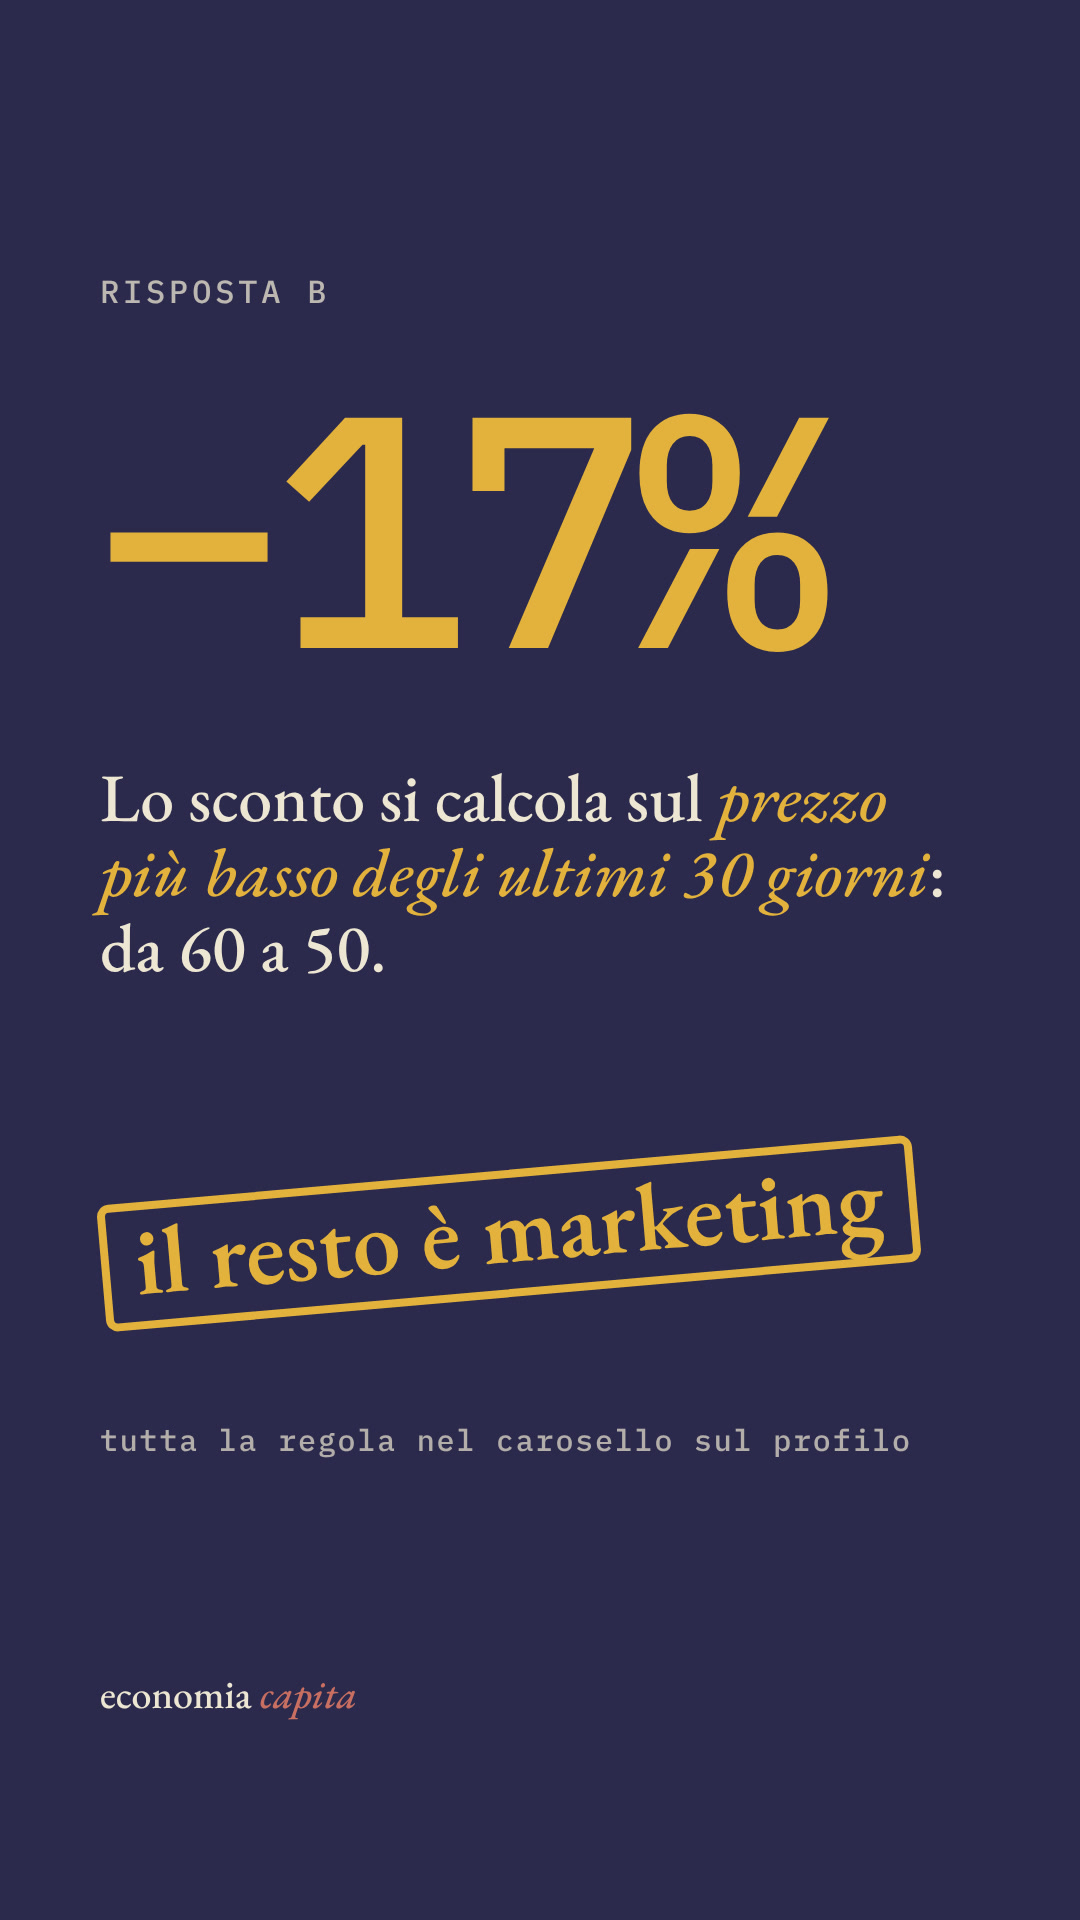 RISPOSTA B
–17%
Lo sconto si calcola sul prezzo
più basso degli ultimi 30 giorni:
da 60 a 50.
il resto è marketing
tutta la regola nel carosello sul profilo
economia capita